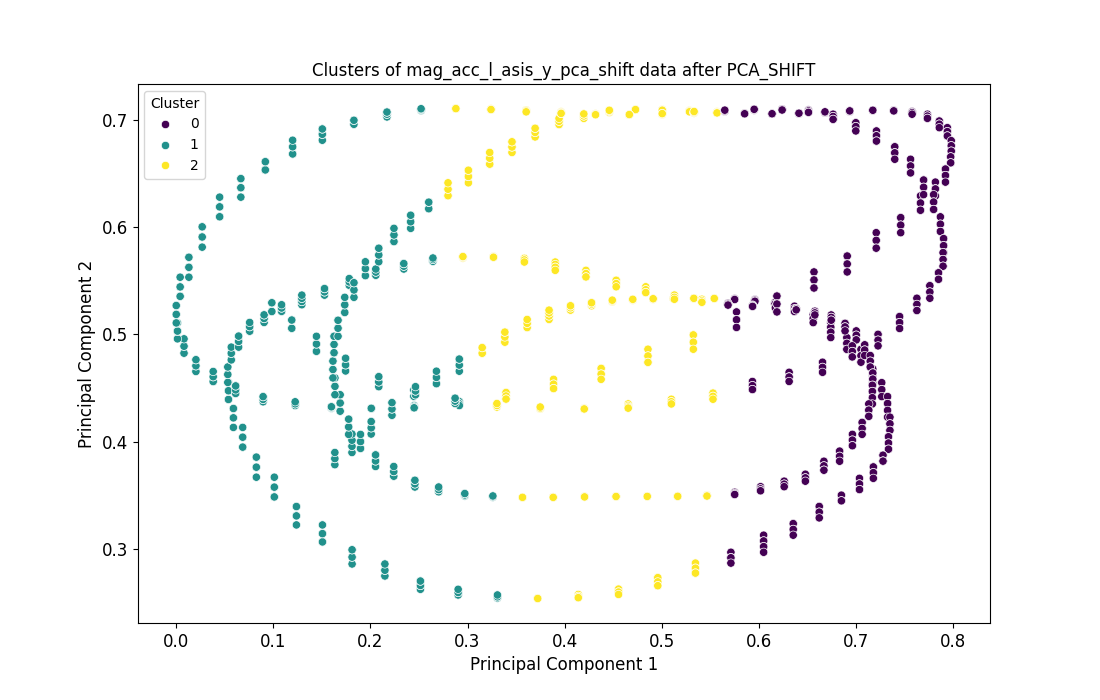 Clusters of mag_acc_l_asis_y_pca_shift data after PCA_SHIFT
Cluster
0
1
2
0.7
0.6
0.5
0.4
0.3
Principal Component 2
0.0 0.1 0.2 0.3 0.4 0.5 0.6 0.7 0.8
Principal Component 1